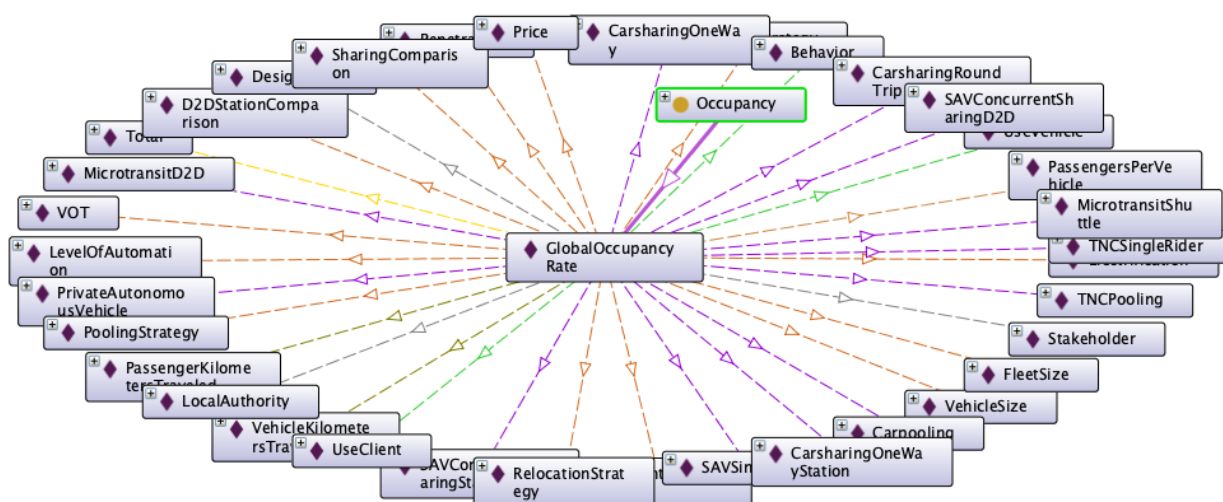 Price
CarsharingOneWa
y
SharingComparis
on
Behavior
CarsharingRound
Trip
D2DStationCompa
rison
Occupancy
SAVConcurrentSh
aringD2D
Total
MicrotransitD2D
PassengersPerVe
hicle
VOT
MicrotransitShu
ttle
LevelOfAutomati
on
GlobalOccupancy
Rate
TNCSingleRider
PrivateAutonomo
usVehicle
TNCPooling
PoolingStrategy
Stakeholder
PassengerKilome
FleetSize
LocalAuthority
VehicleSize
VehicleKilomete
Carpooling
UseClient
CarsharingOneWa
yStation
RelocationStrat
egy